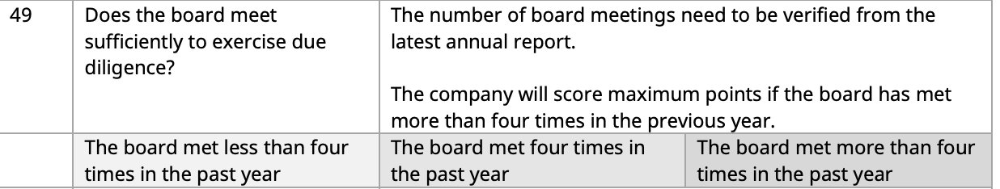 49
Does the board meet
sufficiently to exercise due
diligence?
The number of board meetings need to be verified from the
latest annual report.
The company will score maximum points if the board has met
more than four times in the previous year.
The board met less than four
times in the past year
The board met four times in
the past year
The board met more than four
times in the past year